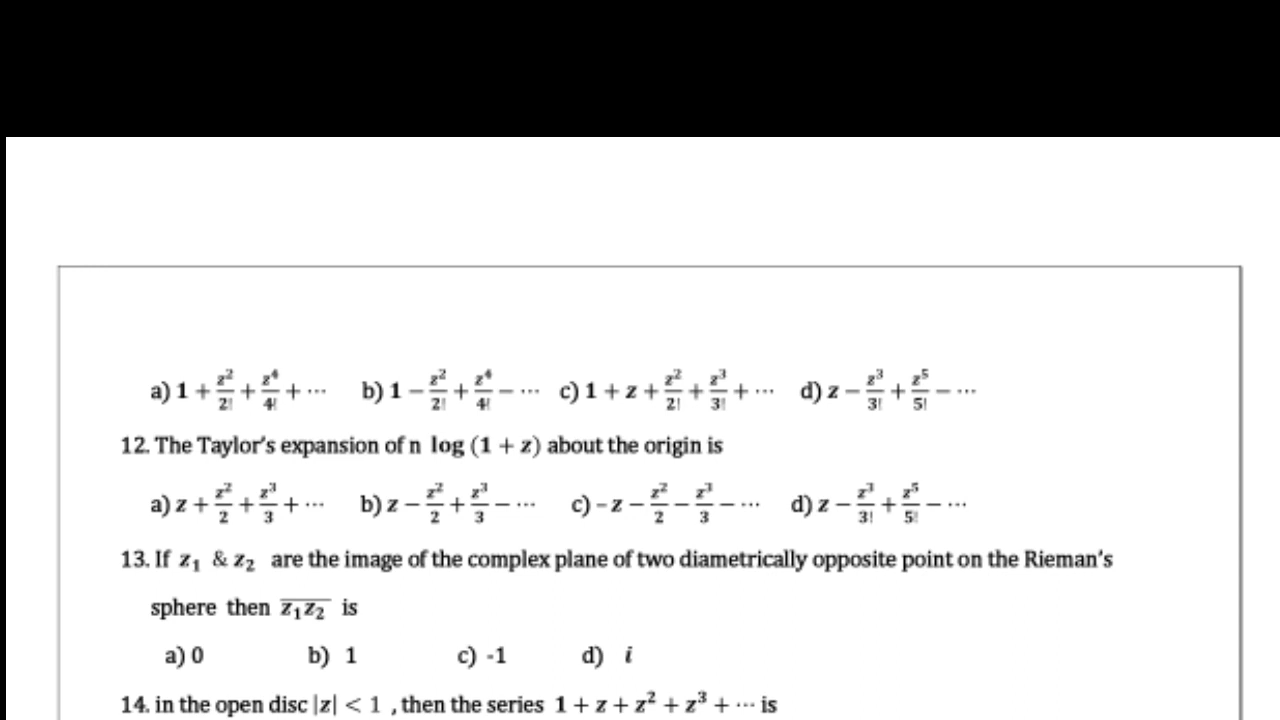 a) 1 + z²/2! + z⁴/4! + ⋯ b) 1 − z²/2! + z⁴/4! − ⋯ c) 1 + z + z²/2! + z³/3! + ⋯ d) z − z³/3! + z⁵/5! − ⋯
12. The Taylor's expansion of n log (1 + z) about the origin is
a) z + z²/2 + z³/3 + ⋯ b) z − z²/2 + z³/3 − ⋯ c) − z − z²/2 − z³/3 − ⋯ d) z − z³/3! + z⁵/5! − ⋯
13. If z₁ & z₂ are the image of the complex plane of two diametrically opposite point on the Rieman's
sphere then z̅₁̅z̅₂̅ is
a) 0 b) 1 c) -1 d) i
14. in the open disc |z| < 1 , then the series 1 + z + z² + z³ + ⋯ is